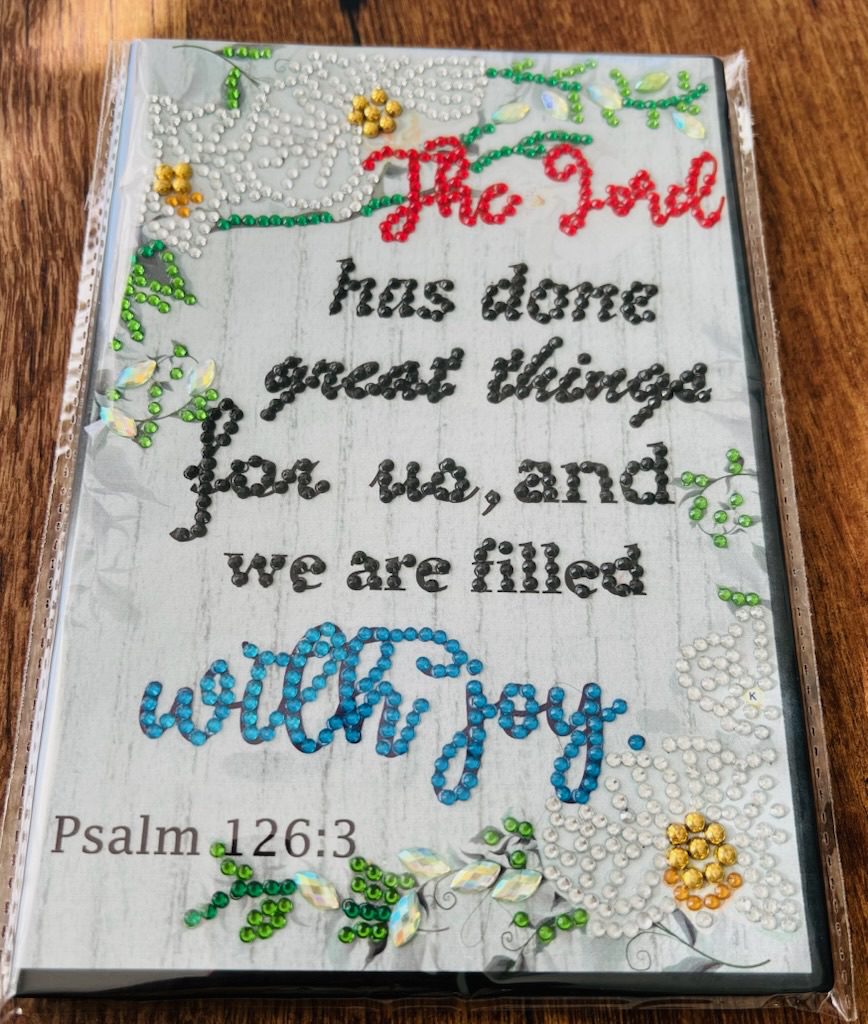 The Lord
has done
great things
for us, and
we are filled
with joy.
K
Psalm 126:3